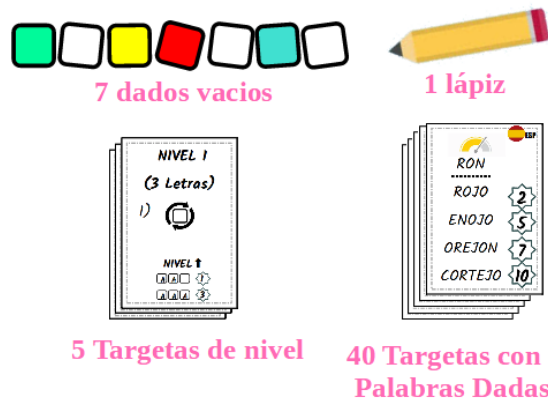 7 dados vacios
1 lápiz
NIVEL 1
(3 Letras)
1)
NIVEL ↑
A A 1
A A A 3
ESP
RON
ROJO 2
ENOJO 5
OREJON 7
CORTEJO 10
5 Targetas de nivel
40 Targetas con
Palabras Dadas